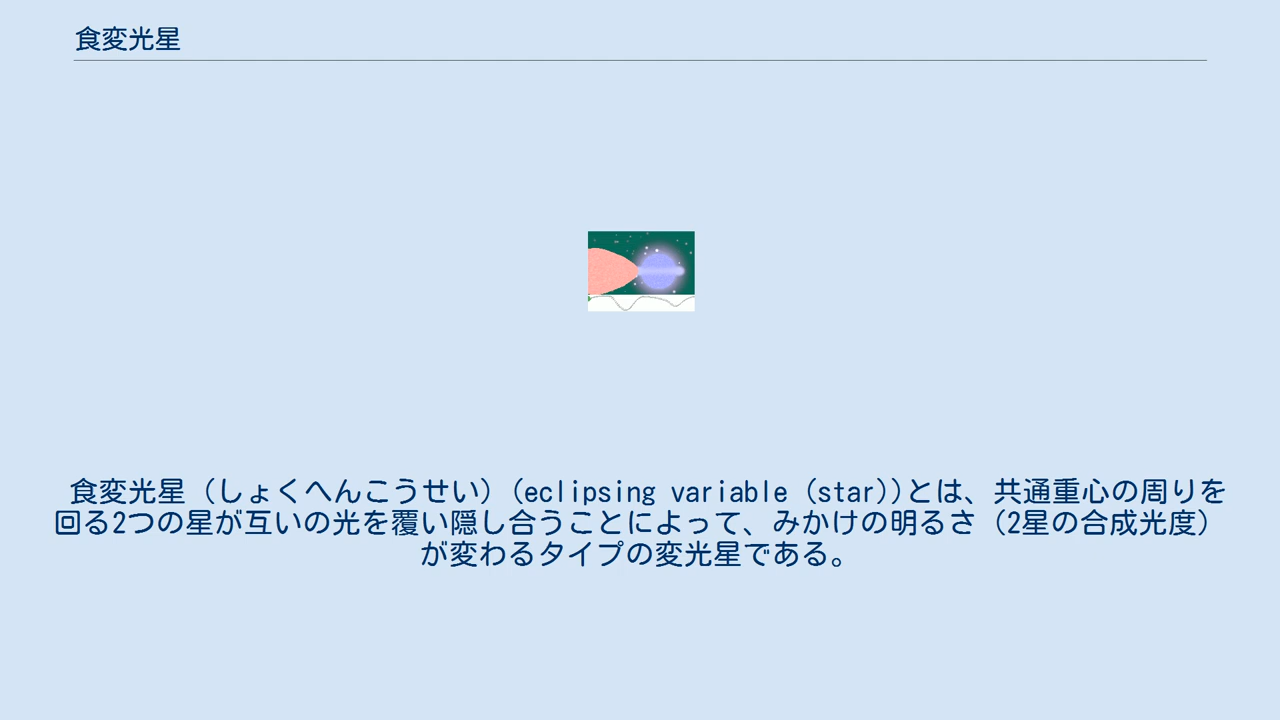 食変光星
食変光星（しょくへんこうせい）(eclipsing variable (star))とは、共通重心の周りを
回る2つの星が互いの光を覆い隠し合うことによって、みかけの明るさ（2星の合成光度）
が変わるタイプの変光星である。